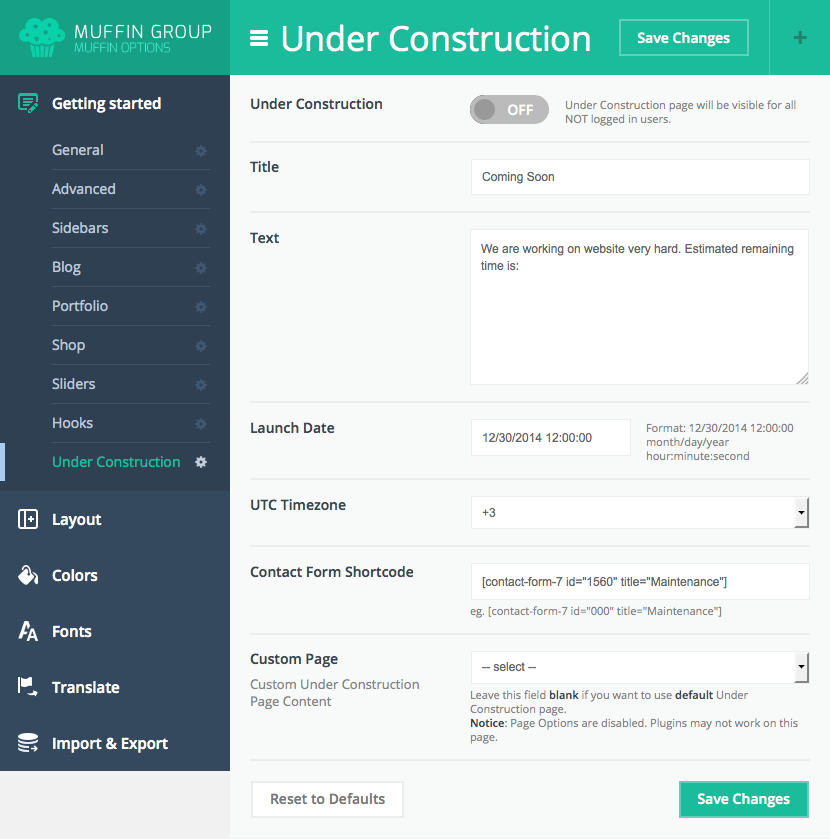 MUFFIN GROUP
MUFFIN OPTIONS
Under Construction
Save Changes
+
Getting started
General
Advanced
Sidebars
Blog
Portfolio
Shop
Sliders
Hooks
Under Construction
Layout
Colors
Fonts
Translate
Import & Export
Under Construction
OFF
Under Construction page will be visible for all
NOT logged in users.
Title
Coming Soon
Text
We are working on website very hard. Estimated remaining
time is:
Launch Date
12/30/2014 12:00:00
Format: 12/30/2014 12:00:00
month/day/year
hour:minute:second
UTC Timezone
+3
Contact Form Shortcode
[contact-form-7 id="1560" title="Maintenance"]
eg. [contact-form-7 id="000" title="Maintenance"]
Custom Page
Custom Under Construction
Page Content
-- select --
Leave this field blank if you want to use default Under
Construction page.
Notice: Page Options are disabled. Plugins may not work on this
page.
Reset to Defaults
Save Changes